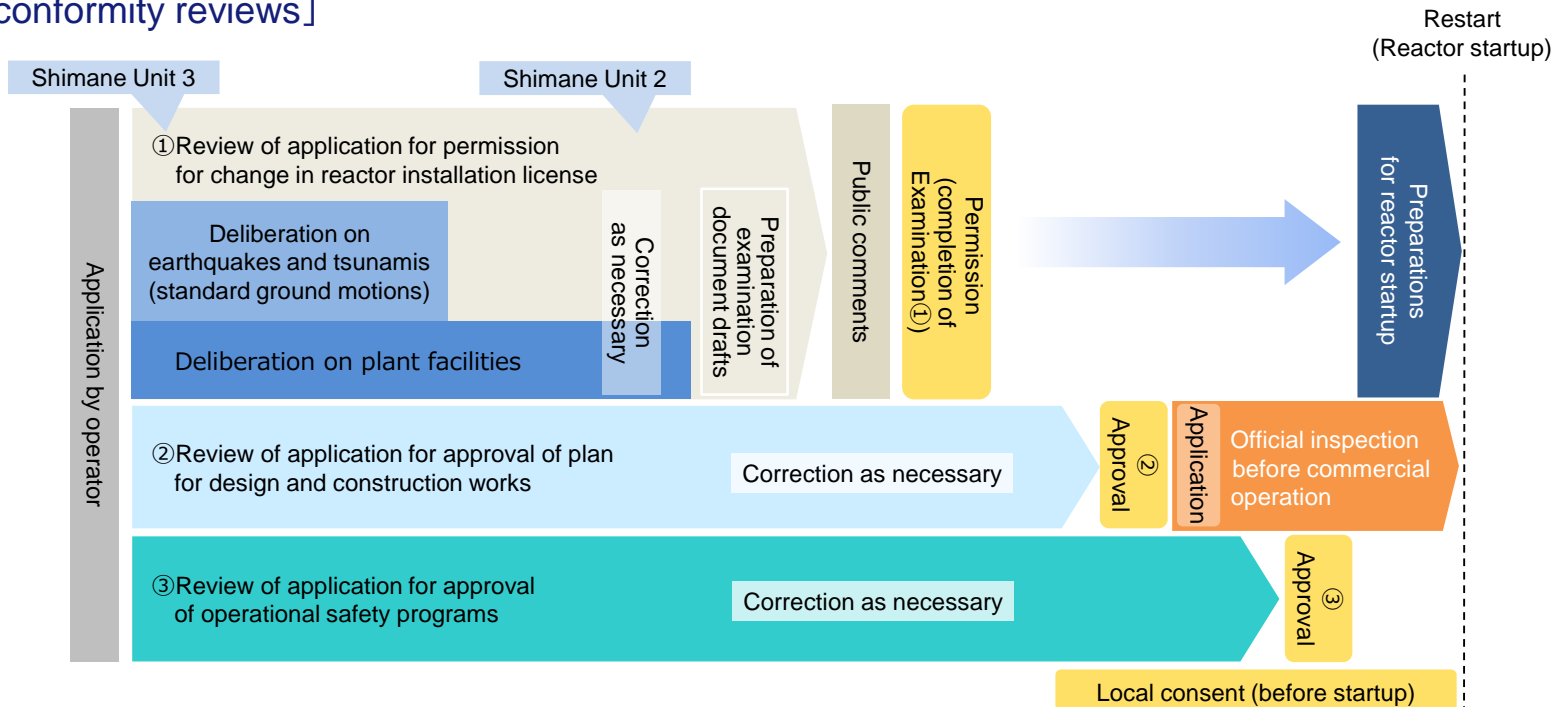 conformity reviews］
Restart
(Reactor startup)
Shimane Unit 3
Shimane Unit 2
Application by operator
①Review of application for permission
for change in reactor installation license
Deliberation on
earthquakes and tsunamis
(standard ground motions)
Deliberation on plant facilities
Correction
as necessary
Preparation of
examination
document drafts
Public comments
Permission
(completion of
Examination①)
Preparations
for reactor startup
②Review of application for approval of plan
for design and construction works
Correction as necessary
②
Approval
Application
Official inspection
before commercial
operation
③Review of application for approval
of operational safety programs
Correction as necessary
③
Approval
Local consent (before startup)